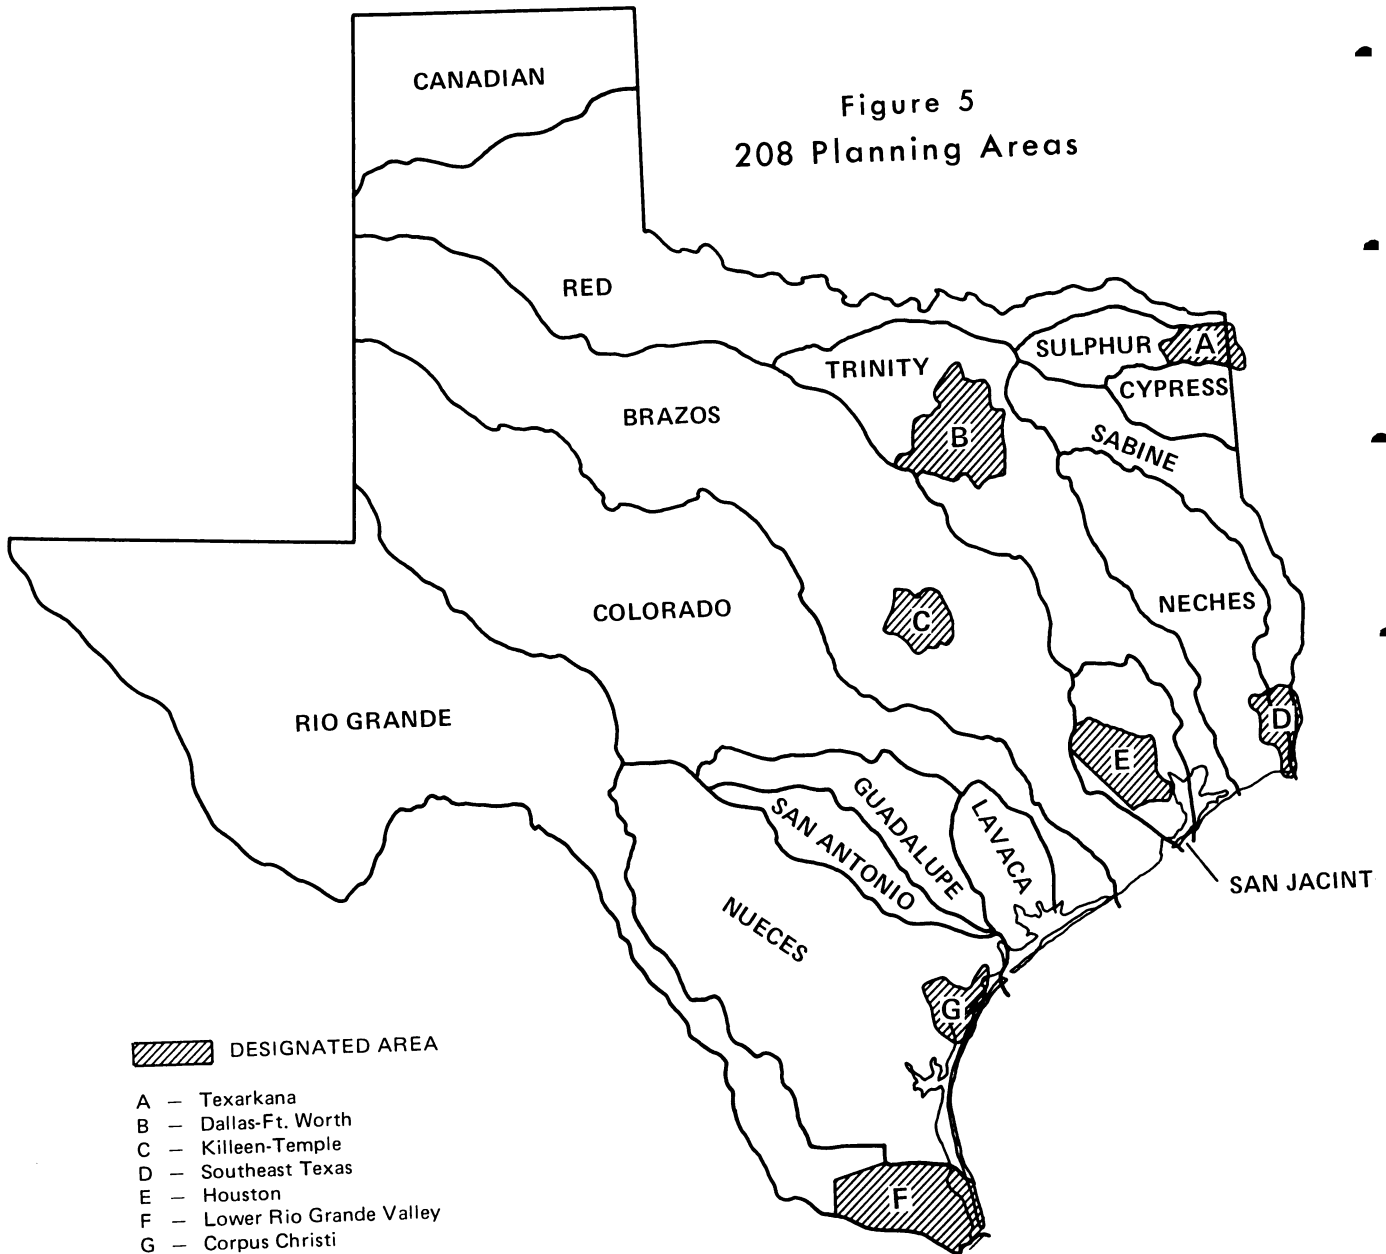 Figure 5
208 Planning Areas
CANADIAN
RED
TRINITY
SULPHUR
A
CYPRESS
BRAZOS
B
SABINE
COLORADO
C
NECHES
RIO GRANDE
D
E
GUADALUPE
LAVACA
SAN ANTONIO
SAN JACINT
NUECES
G
F
DESIGNATED AREA
A – Texarkana
B – Dallas-Ft. Worth
C – Killeen-Temple
D – Southeast Texas
E – Houston
F – Lower Rio Grande Valley
G – Corpus Christi